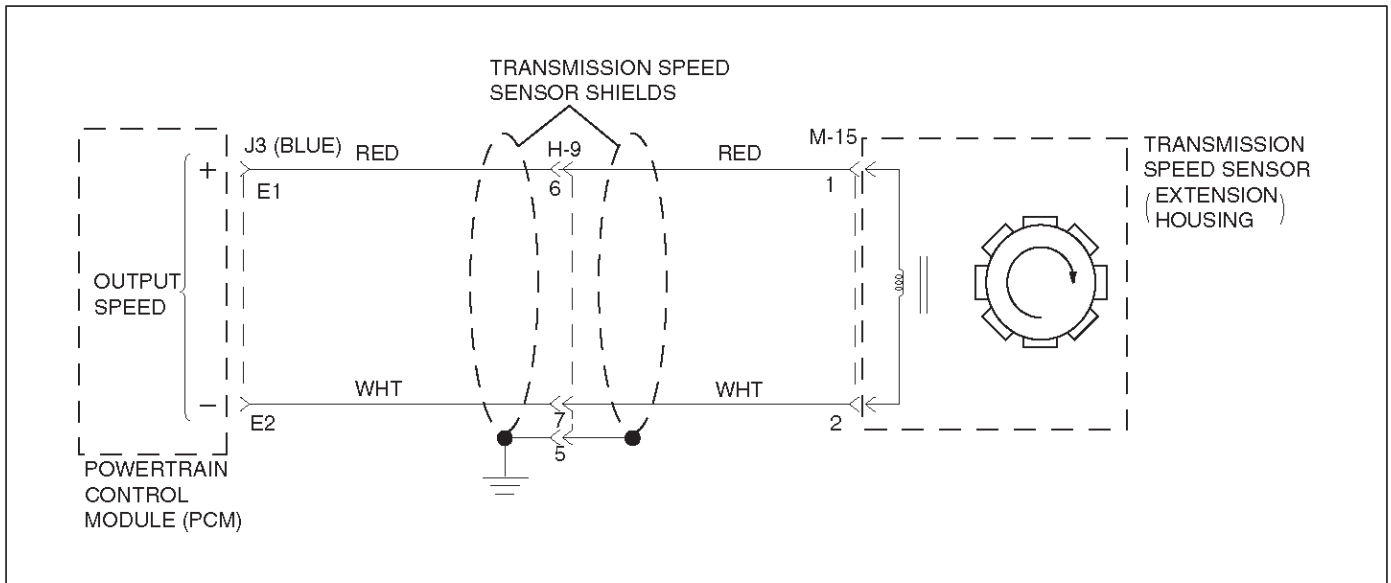 TRANSMISSION SPEED
SENSOR SHIELDS
J3 (BLUE)
RED
H-9
RED
M-15
TRANSMISSION
SPEED SENSOR
(EXTENSION
HOUSING)
+
E1
6
1
OUTPUT
SPEED
WHT
WHT
−
E2
7
2
5
POWERTRAIN
CONTROL
MODULE (PCM)